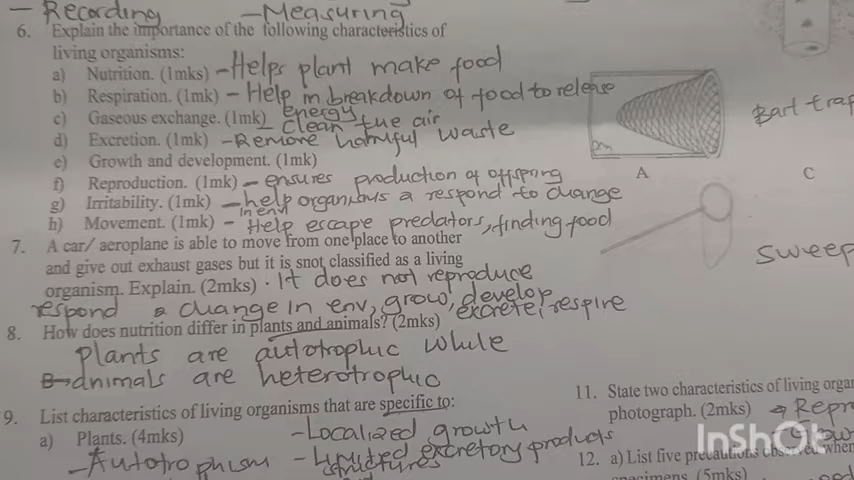 - Recording - Measuring
6. Explain the importance of the following characteristics of
living organisms:
a) Nutrition. (1mks) - Helps plant make food
b) Respiration. (1mk) - Help in breakdown of food to release
energy
c) Gaseous exchange. (1mk) - Clean the air
d) Excretion. (1mk) - Remove harmful waste
e) Growth and development. (1mk)
f) Reproduction. (1mk) - ensures production of offspring
g) Irritability. (1mk) - help organisms a respond to change
in env
h) Movement. (1mk) - Help escape predators, finding food
7. A car/ aeroplane is able to move from one place to another
and give out exhaust gases but it is snot classified as a living
organism. Explain. (2mks) . It does not reproduce
respond a change in env, grow, develop
excrete, respire
8. How does nutrition differ in plants and animals? (2mks)
Plants are autotrophic while
animals are heterotrophic
9. List characteristics of living organisms that are specific to:
a) Plants. (4mks) - Localized growth
- Autotrophism - Limited excretory products
structures
A
C
sweep
11. State two characteristics of living
photograph. (2mks)
12. a) List five precautions when
specimens. (5mks)
InShOt